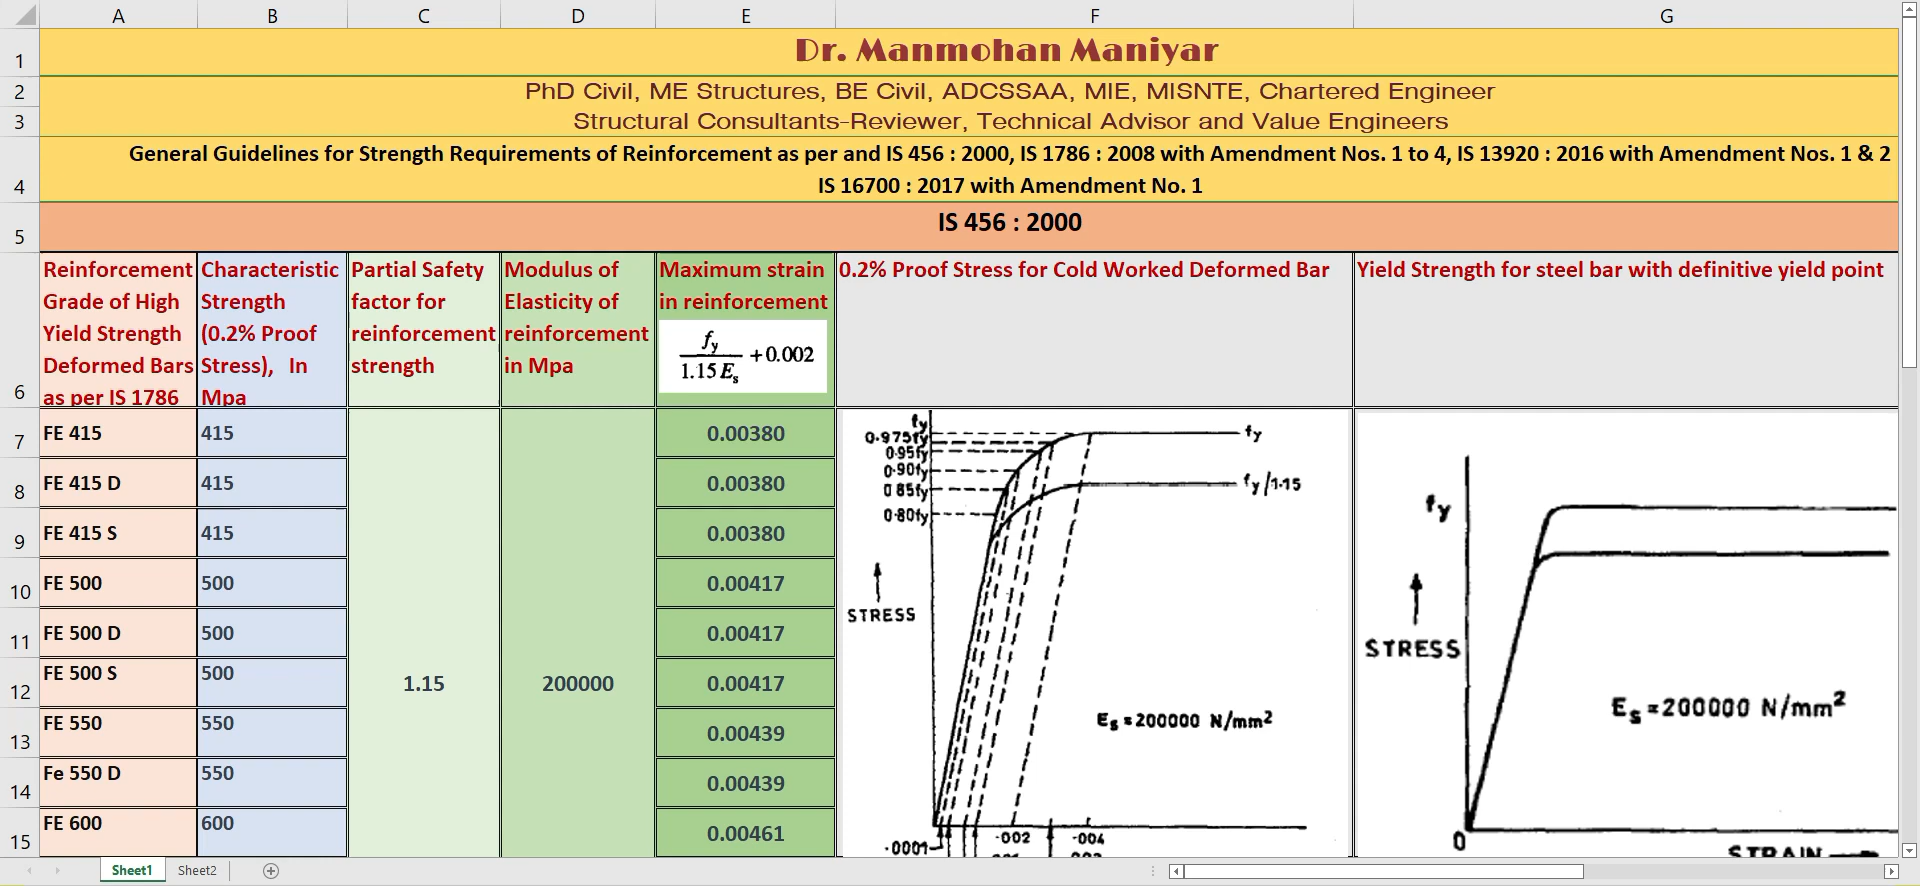 A B C D E F G
1 Dr. Manmohan Maniyar
2 PhD Civil, ME Structures, BE Civil, ADCSSAA, MIE, MISNTE, Chartered Engineer
3 Structural Consultants-Reviewer, Technical Advisor and Value Engineers
General Guidelines for Strength Requirements of Reinforcement as per and IS 456 : 2000, IS 1786 : 2008 with Amendment Nos. 1 to 4, IS 13920 : 2016 with Amendment Nos. 1 & 2
4 IS 16700 : 2017 with Amendment No. 1
5 IS 456 : 2000
6
Reinforcement
Grade of High
Yield Strength
Deformed Bars
as per IS 1786
Characteristic
Strength
(0.2% Proof
Stress), In
Mpa
Partial Safety
factor for
reinforcement
strength
Modulus of
Elasticity of
reinforcement
in Mpa
Maximum strain
in reinforcement
fy
1.15 Es
+0.002
0.2% Proof Stress for Cold Worked Deformed Bar
Yield Strength for steel bar with definitive yield point
7 FE 415 415 0.00380
8 FE 415 D 415 0.00380
9 FE 415 S 415 0.00380
10 FE 500 500 0.00417
11 FE 500 D 500 0.00417
12 FE 500 S 500 1.15 200000 0.00417
13 FE 550 550 0.00439
14 Fe 550 D 550 0.00439
15 FE 600 600 0.00461
fy
0.975fy
0.95fy
0.90fy
0.85fy
0.80fy
fy
fy/1.15
STRESS
Es=200000 N/mm2
.002 .004
.0001
fy
STRESS
Es=200000 N/mm2
0
STRAIN
Sheet1 Sheet2